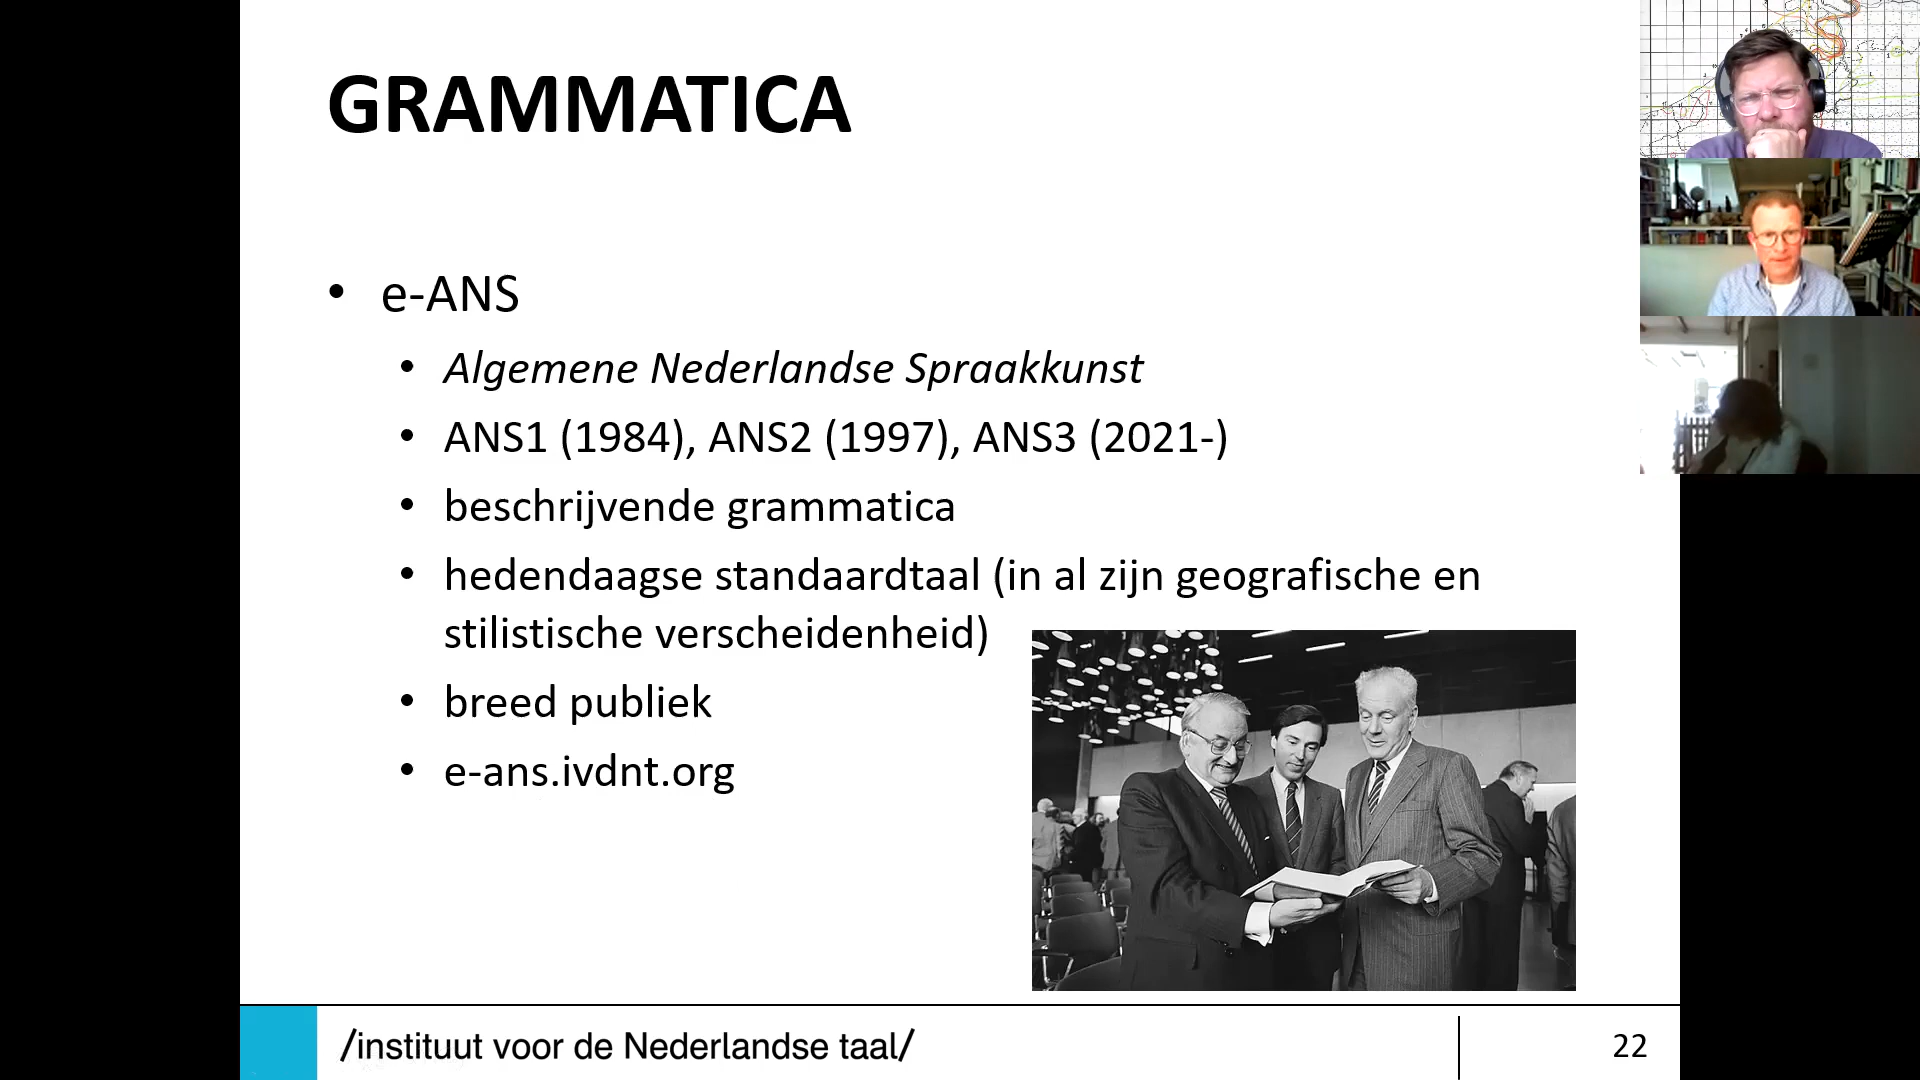 GRAMMATICA
• e-ANS
• Algemene Nederlandse Spraakkunst
• ANS1 (1984), ANS2 (1997), ANS3 (2021-)
• beschrijvende grammatica
• hedendaagse standaardtaal (in al zijn geografische en
stilistische verscheidenheid)
• breed publiek
• e-ans.ivdnt.org
/instituut voor de Nederlandse taal/
22